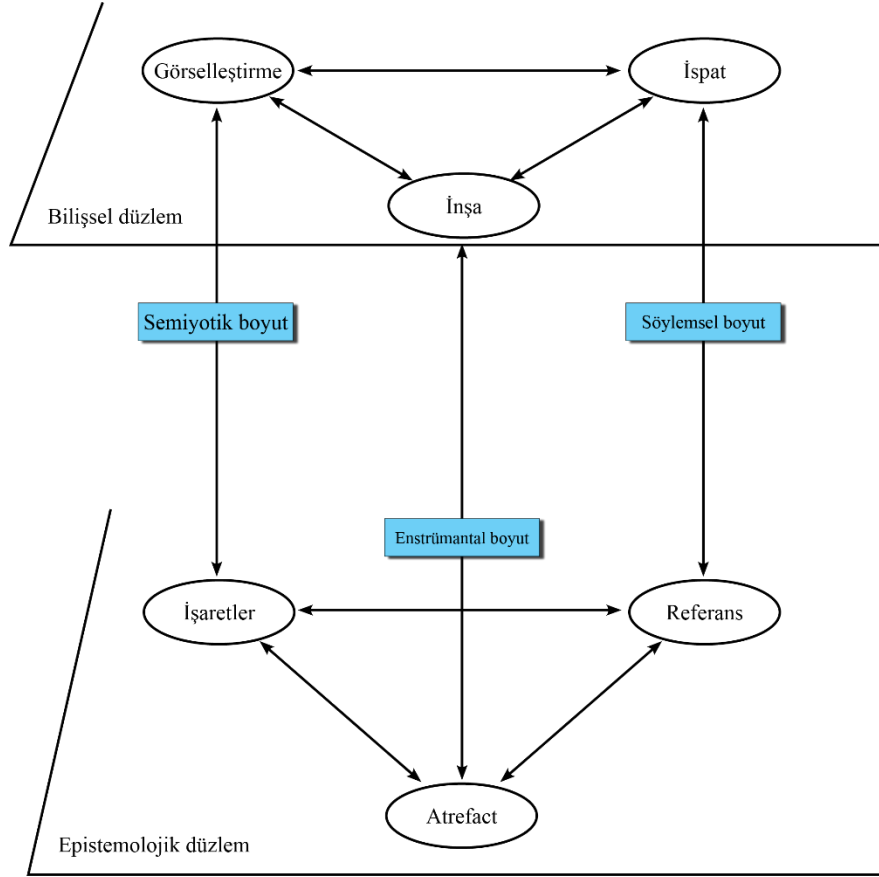 Görselleştirme
İspat
İnşa
Bilişsel düzlem
Semiyotik boyut
Söylemsel boyut
Enstrümantal boyut
İşaretler
Referans
Atrefact
Epistemolojik düzlem